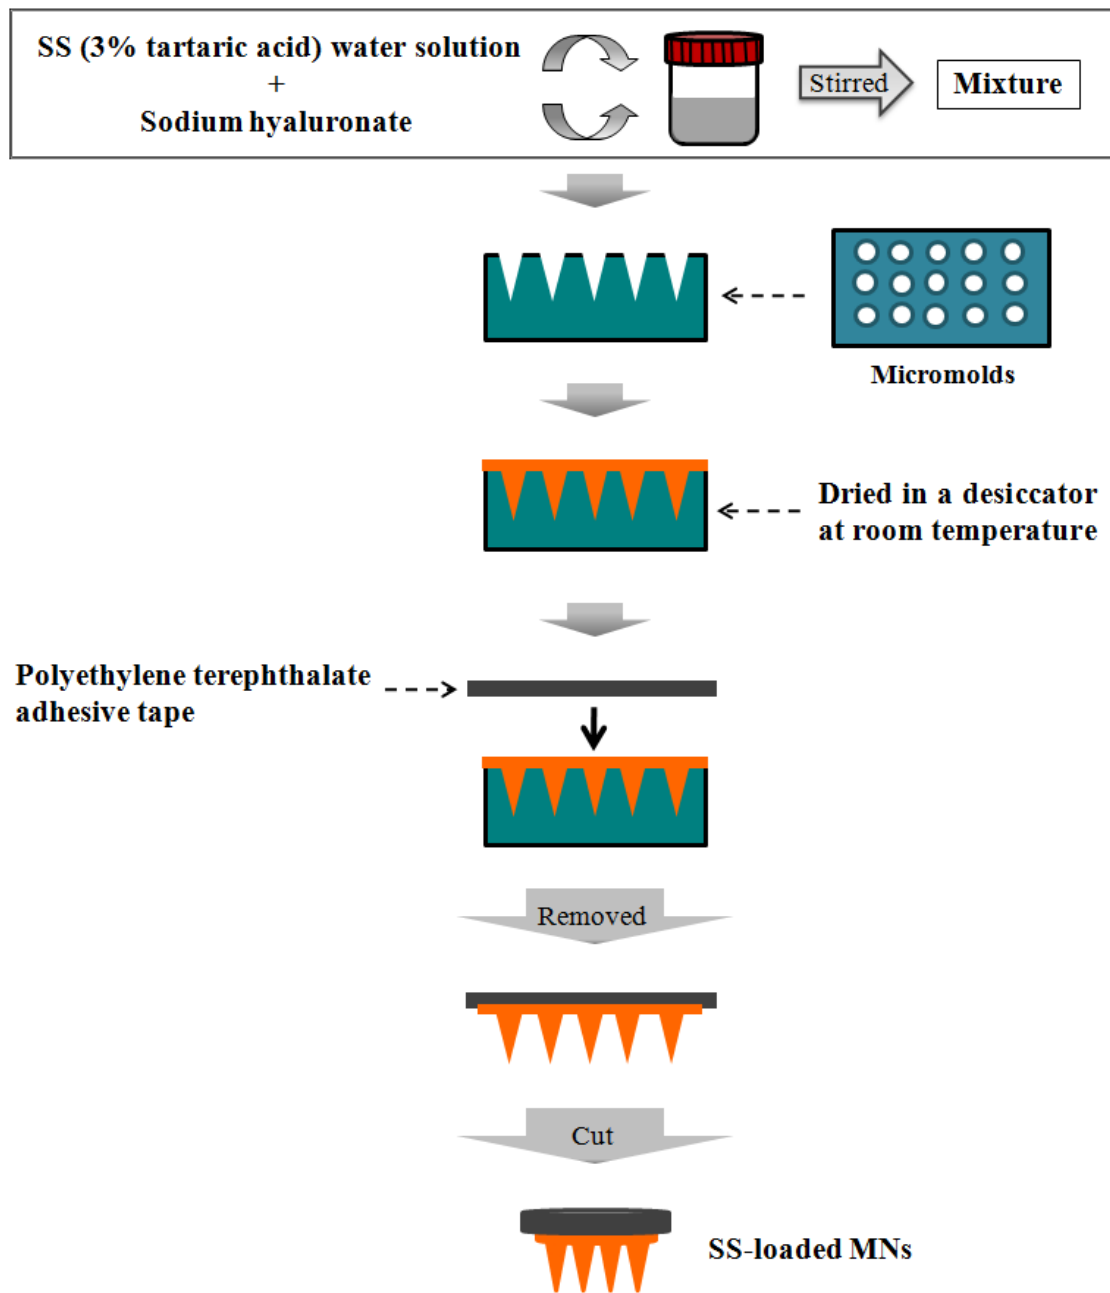 SS (3% tartaric acid) water solution
+
Sodium hyaluronate
Stirred
Mixture
Micromolds
Dried in a desiccator
at room temperature
Polyethylene terephthalate
adhesive tape
Removed
Cut
SS-loaded MNs